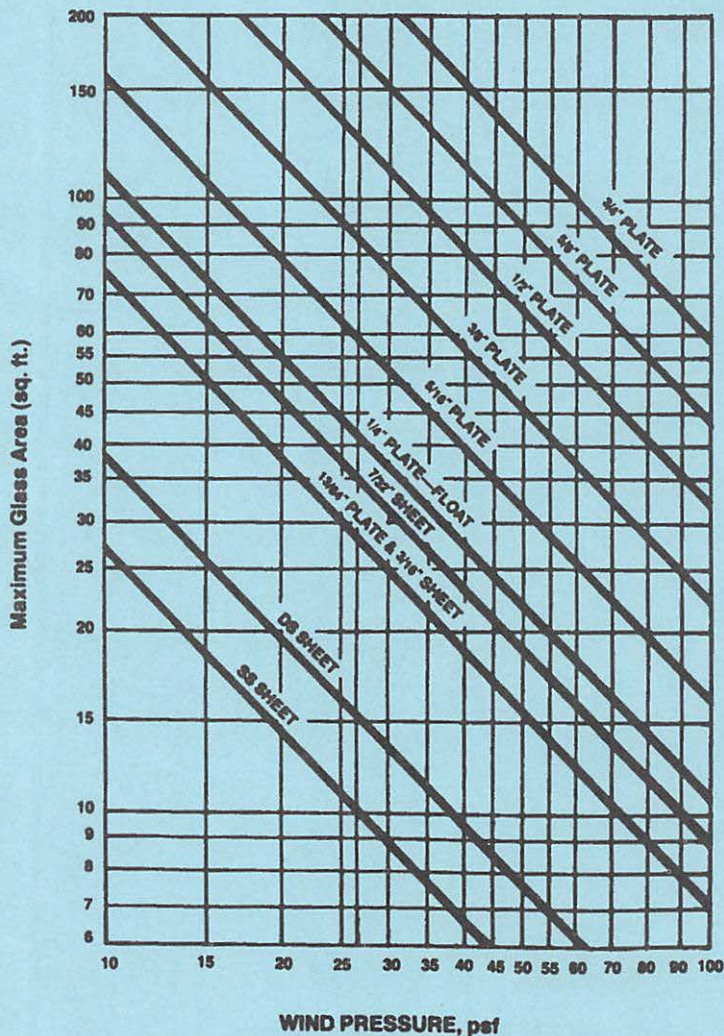 200
150
100
90
80
70
60
55
50
45
40
35
30
25
20
15
10
9
8
7
6
Maximum Glass Area (sq. ft.)
3/4" PLATE
5/8" PLATE
1/2" PLATE
3/8" PLATE
5/16" PLATE
1/4" PLATE—FLOAT
7/32" SHEET
13/64" PLATE & 3/16" SHEET
DS SHEET
SS SHEET
10 15 20 25 30 35 40 45 50 55 60 70 80 90 100
WIND PRESSURE, psf